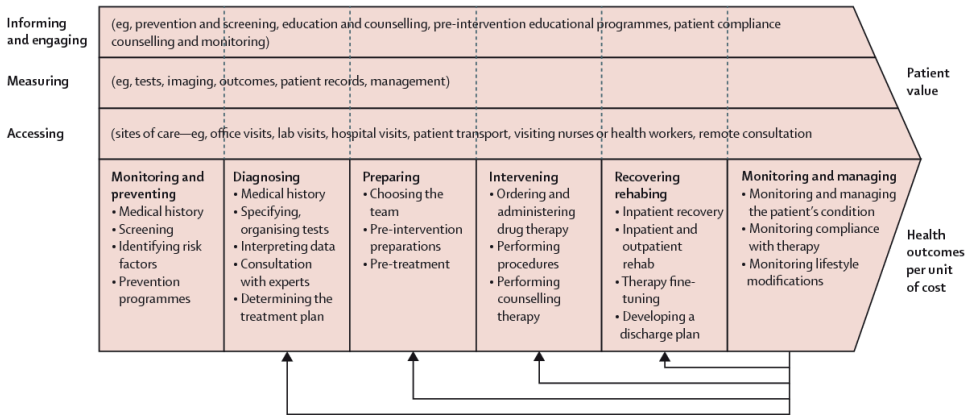 Informing
and engaging
(eg, prevention and screening, education and counselling, pre-intervention educational programmes, patient compliance
counselling and monitoring)
Measuring
(eg, tests, imaging, outcomes, patient records, management)
Patient
value
Accessing
(sites of care—eg, office visits, lab visits, hospital visits, patient transport, visiting nurses or health workers, remote consultation
Monitoring and
preventing
• Medical history
• Screening
• Identifying risk
factors
• Prevention
programmes
Diagnosing
• Medical history
• Specifying,
organising tests
• Interpreting data
• Consultation
with experts
• Determining the
treatment plan
Preparing
• Choosing the
team
• Pre-intervention
preparations
• Pre-treatment
Intervening
• Ordering and
administering
drug therapy
• Performing
procedures
• Performing
counselling
therapy
Recovering
rehabing
• Inpatient recovery
• Inpatient and
outpatient
rehab
• Therapy fine-
tuning
• Developing a
discharge plan
Monitoring and managing
• Monitoring and managing
the patient's condition
• Monitoring compliance
with therapy
• Monitoring lifestyle
modifications
Health
outcomes
per unit
of cost